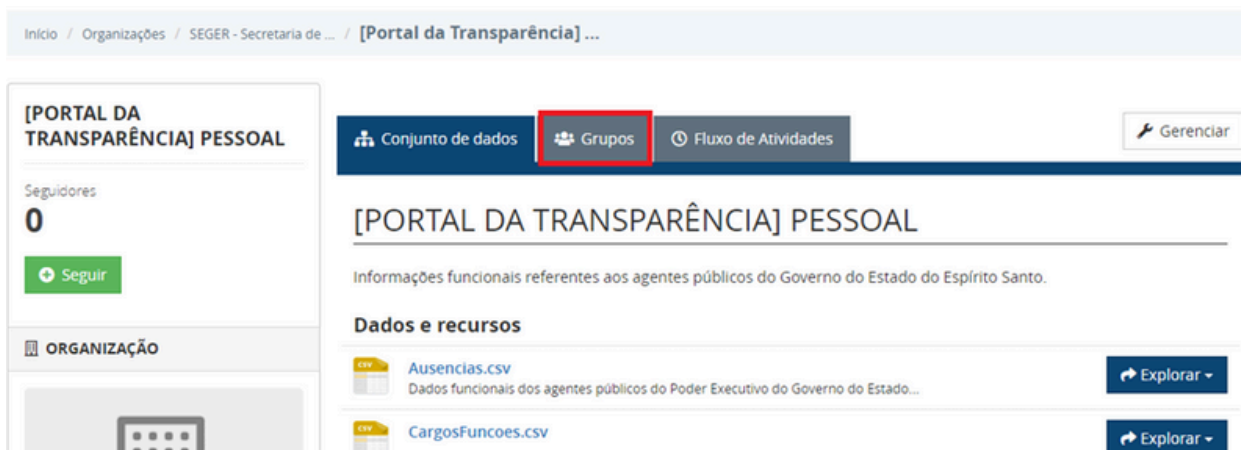 Início / Organizações / SEGER - Secretaria de ... / [Portal da Transparência] ...
[PORTAL DA
TRANSPARÊNCIA] PESSOAL
Seguidores
0
Seguir
ORGANIZAÇÃO
Conjunto de dados
Grupos
Fluxo de Atividades
Gerenciar
[PORTAL DA TRANSPARÊNCIA] PESSOAL
Informações funcionais referentes aos agentes públicos do Governo do Estado do Espírito Santo.
Dados e recursos
CSV
Ausencias.csv
Dados funcionais dos agentes públicos do Poder Executivo do Governo do Estado...
Explorar
CSV
CargosFuncoes.csv
Explorar